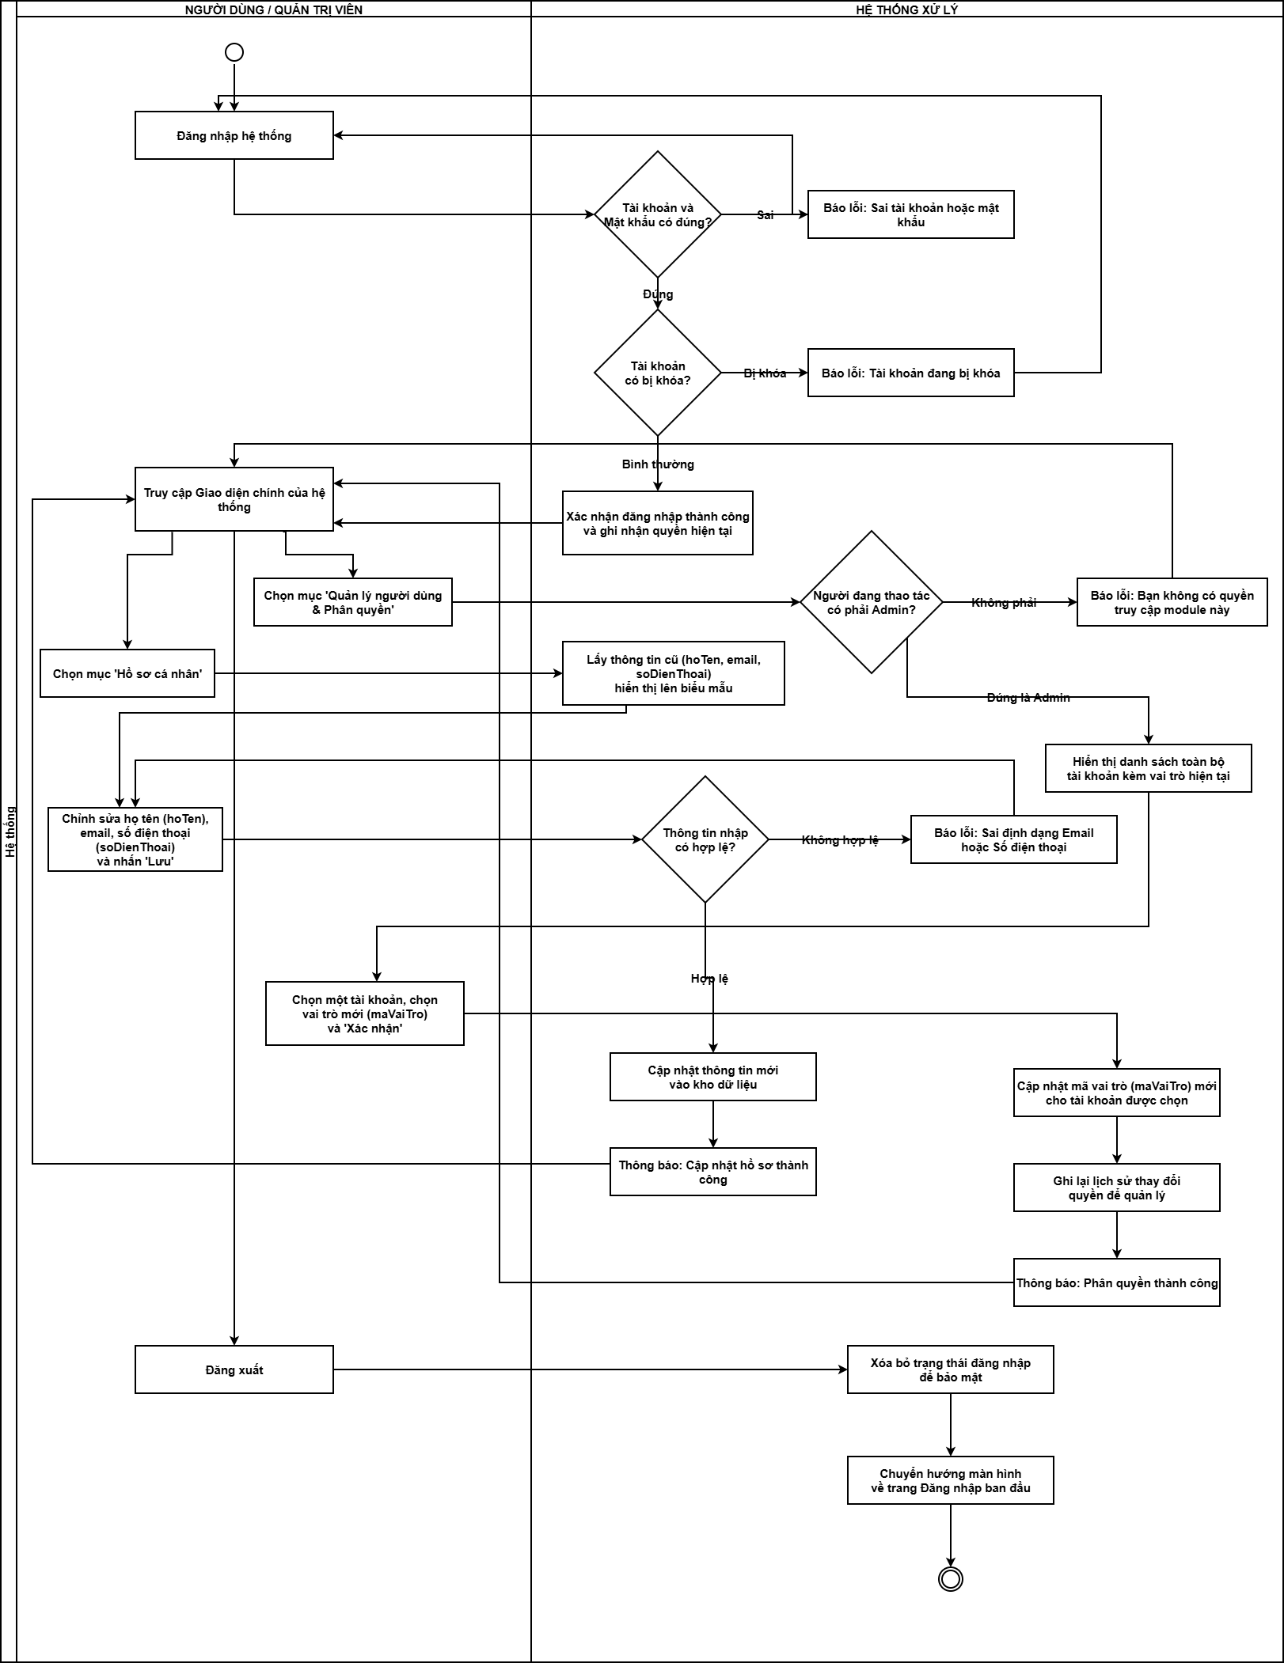 NGƯỜI DÙNG / QUẢN TRỊ VIÊN
HỆ THỐNG XỬ LÝ
Hệ thống
Đăng nhập hệ thống
Tài khoản và
Mật khẩu có đúng?
Sai
Báo lỗi: Sai tài khoản hoặc mật
khẩu
Đúng
Tài khoản
có bị khóa?
Bị khóa
Báo lỗi: Tài khoản đang bị khóa
Bình thường
Truy cập Giao diện chính của hệ
thống
Xác nhận đăng nhập thành công
và ghi nhận quyền hiện tại
Chọn mục 'Quản lý người dùng
& Phân quyền'
Người đang thao tác
có phải Admin?
Không phải
Báo lỗi: Bạn không có quyền
truy cập module này
Chọn mục 'Hồ sơ cá nhân'
Lấy thông tin cũ (hoTen, email,
soDienThoai)
hiển thị lên biểu mẫu
Đúng là Admin
Hiển thị danh sách toàn bộ
tài khoản kèm vai trò hiện tại
Chỉnh sửa họ tên (hoTen),
email, số điện thoại
(soDienThoai)
và nhấn 'Lưu'
Thông tin nhập
có hợp lệ?
Không hợp lệ
Báo lỗi: Sai định dạng Email
hoặc Số điện thoại
Hợp lệ
Chọn một tài khoản, chọn
vai trò mới (maVaiTro)
và 'Xác nhận'
Cập nhật thông tin mới
vào kho dữ liệu
Cập nhật mã vai trò (maVaiTro) mới
cho tài khoản được chọn
Thông báo: Cập nhật hồ sơ thành
công
Ghi lại lịch sử thay đổi
quyền để quản lý
Thông báo: Phân quyền thành công
Đăng xuất
Xóa bỏ trạng thái đăng nhập
để bảo mật
Chuyển hướng màn hình
về trang Đăng nhập ban đầu